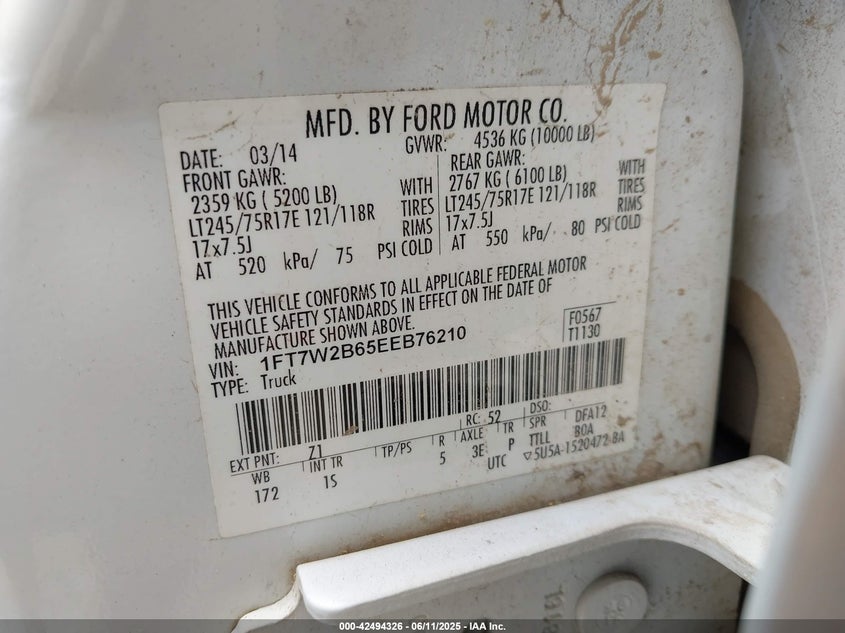 MFD. BY FORD MOTOR CO.
DATE: 03/14
GVWR: 4536 KG (10000 LB)
FRONT GAWR:
2359 KG ( 5200 LB) WITH
LT245/75R17E 121/118R TIRES
17x7.5J RIMS
AT 520 kPa/ 75 PSI COLD
REAR GAWR:
2767 KG ( 6100 LB) WITH
LT245/75R17E 121/118R TIRES
17x7.5J RIMS
AT 550 kPa/ 80 PSI COLD
THIS VEHICLE CONFORMS TO ALL APPLICABLE FEDERAL MOTOR
VEHICLE SAFETY STANDARDS IN EFFECT ON THE DATE OF
MANUFACTURE SHOWN ABOVE.
VIN: 1FT7W2B65EEB76210
TYPE: Truck
F0567
T1130
EXT PNT: Z1 RC: 52 DSO:
WB INT TR TP/PS R AXLE TR SPR DFA12
172 1S 5 3E P TTLL BOA
UTC ▽5U5A-1520472-BA
000-42494326 - 06/11/2025 - IAA Inc.